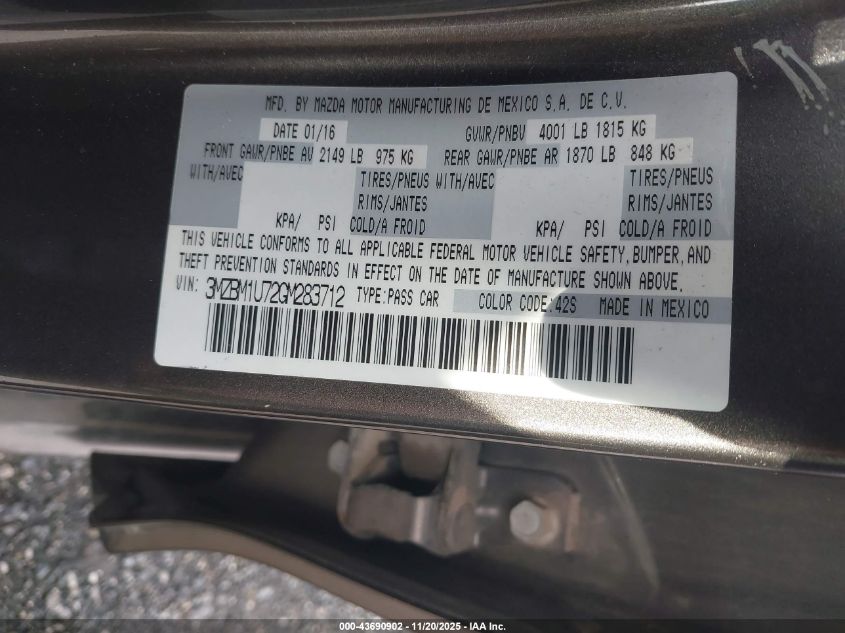 MFD. BY MAZDA MOTOR MANUFACTURING DE MEXICO S.A. DE C.V.
DATE 01/16 GVWR/PNBV 4001 LB 1815 KG
FRONT GAWR/PNBE AV 2149 LB 975 KG REAR GAWR/PNBE AR 1870 LB 848 KG
WITH/AVEC TIRES/PNEUS WITH/AVEC TIRES/PNEUS
RIMS/JANTES RIMS/JANTES
KPA/ PSI COLD/A FROID KPA/ PSI COLD/A FROID
THIS VEHICLE CONFORMS TO ALL APPLICABLE FEDERAL MOTOR VEHICLE SAFETY, BUMPER, AND
THEFT PREVENTION STANDARDS IN EFFECT ON THE DATE OF MANUFACTURE SHOWN ABOVE.
VIN: 3MZBM1U72GM283712 TYPE:PASS CAR COLOR CODE:42S MADE IN MEXICO
000-43690902 - 11/20/2025 - IAA Inc.